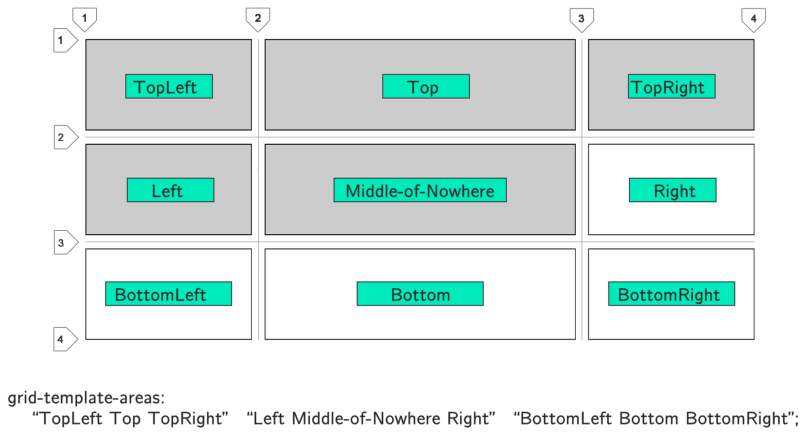 1 2 3 4
1
TopLeft Top TopRight
2
Left Middle-of-Nowhere Right
3
BottomLeft Bottom BottomRight
4
grid-template-areas:
“TopLeft Top TopRight” “Left Middle-of-Nowhere Right” “BottomLeft Bottom BottomRight”;